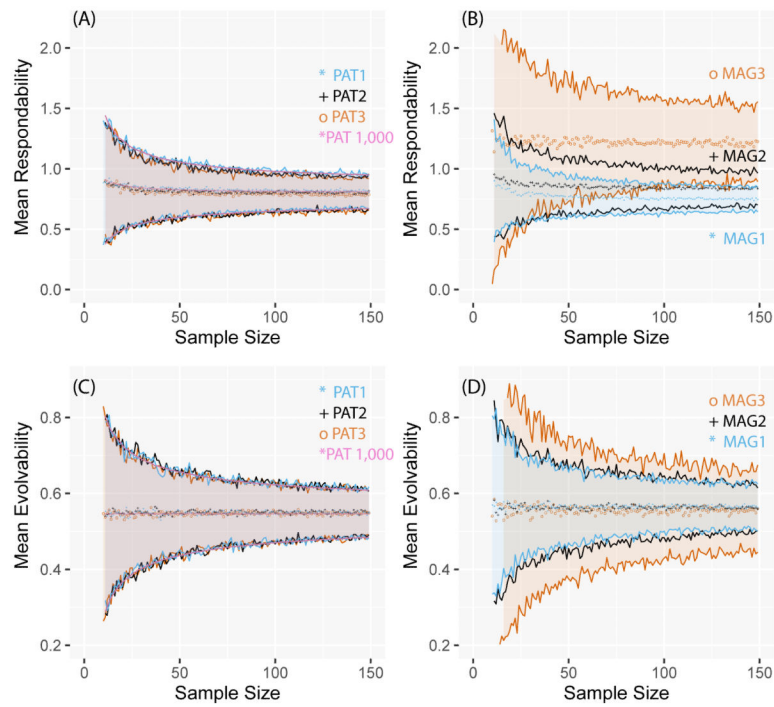 (A)
Mean Respondability
2.0
1.5
1.0
0.5
0.0
* PAT1
+ PAT2
o PAT3
*PAT 1,000
0
50
100
150
Sample Size
(B)
Mean Respondability
2.0
1.5
1.0
0.5
0.0
o MAG3
+ MAG2
* MAG1
0
50
100
150
Sample Size
(C)
Mean Evolvability
0.8
0.6
0.4
0.2
* PAT1
+ PAT2
o PAT3
*PAT 1,000
0
50
100
150
Sample Size
(D)
Mean Evolvability
0.8
0.6
0.4
0.2
o MAG3
+ MAG2
* MAG1
0
50
100
150
Sample Size